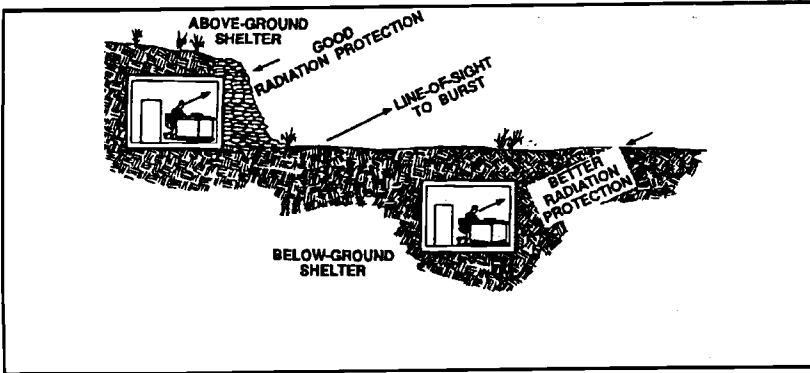 ABOVE-GROUND
SHELTER
GOOD
RADIATION PROTECTION
LINE-OF-SIGHT
TO BURST
BETTER
RADIATION
PROTECTION
BELOW-GROUND
SHELTER